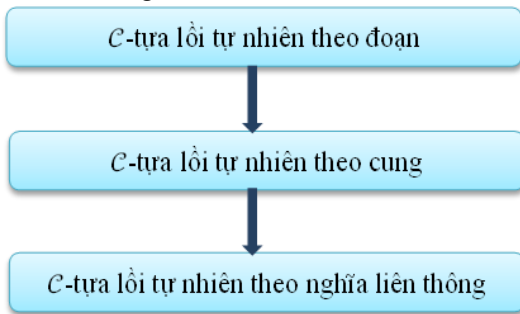 𝒞-tựa lồi tự nhiên theo đoạn
𝒞-tựa lồi tự nhiên theo cung
𝒞-tựa lồi tự nhiên theo nghĩa liên thông